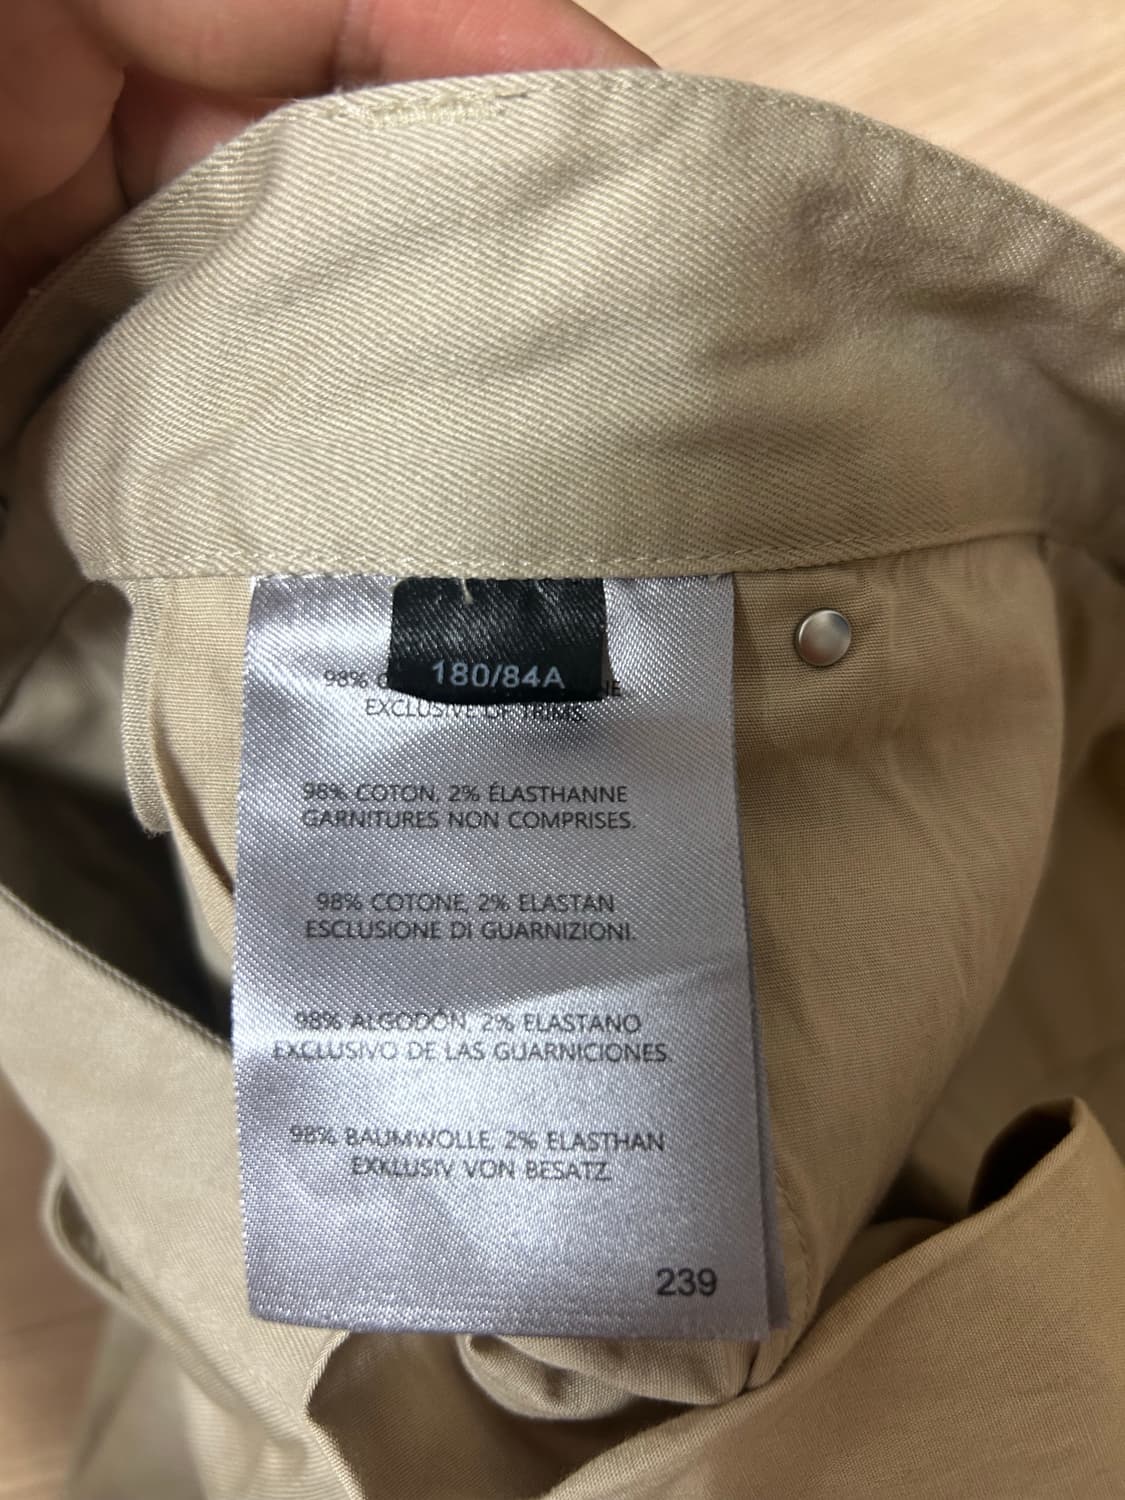 180/84A
98%
EXCLUSIVE OF TRIMS.
98% COTON, 2% ÉLASTHANNE
GARNITURES NON COMPRISES.
98% COTONE, 2% ELASTAN
ESCLUSIONE DI GUARNIZIONI.
98% ALGODÓN, 2% ELASTANO
EXCLUSIVO DE LAS GUARNICIONES.
98% BAUMWOLLE, 2% ELASTHAN
EXKLUSIV VON BESATZ.
239